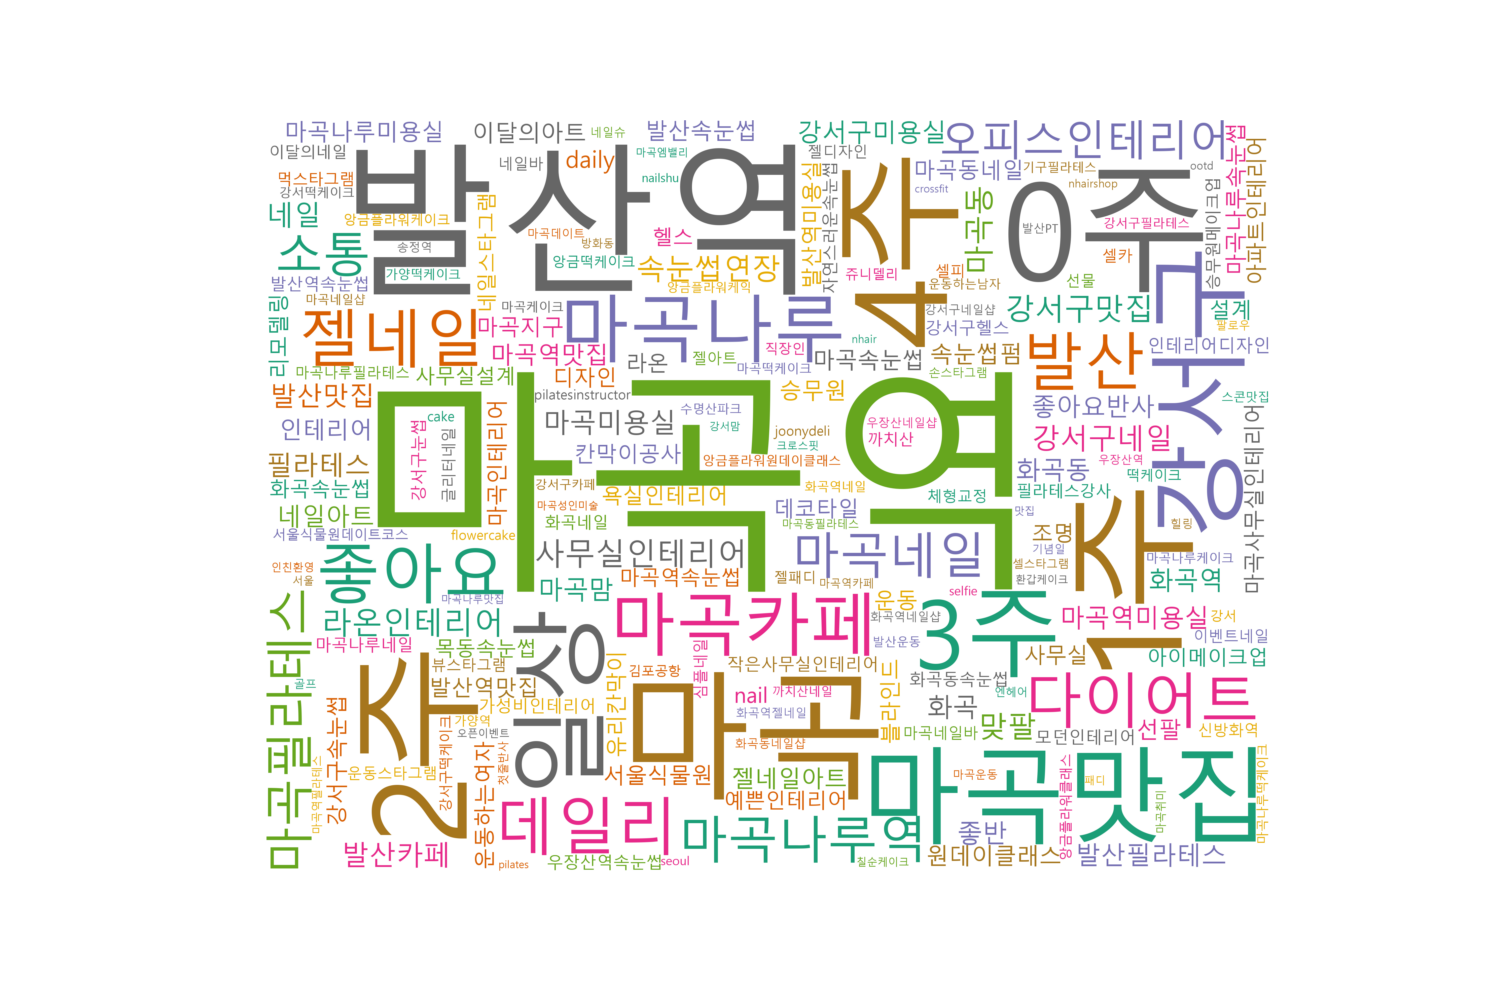 마곡나루미용실
이달의아트
네일슈
발산속눈썹
강서구미용실
오피스인테리어
이달의네일
네일바
daily
마곡엠밸리
젤디자인
마곡동네일
기구필라테스
ootd
먹스타그램
강서떡케이크
nailshu
crossfit
nhairshop
네일
앙금플라워케이크
발산역
4주
0주
마곡데이트
방화동
헬스
발산역미용실
자연스러운속눈썹
마곡동
발산PT
강서구필라테스
승무원메이크업
마곡나루속눈썹
아파트인테리어
소통
송정역
가양떡케이크
네일스타그램
앙금떡케이크
속눈썹연장
쥬니델리
셀피
셀카
발산역속눈썹
마곡네일샵
마곡케이크
앙금플라워케익
운동하는남자
선물
리모델링
젤네일
마곡지구
마곡나루
강서구네일샵
강서구맛집
설계
팔로우
강서구헬스
마곡역맛집
라온
젤아트
직장인
nhair
마곡속눈썹
속눈썹펌
발산
인테리어디자인
강서구
마곡나루필라테스
사무실설계
디자인
마곡떡케이크
손스타그램
발산맛집
pilatesinstructor
승무원
스콘맛집
cake
마곡역
마곡미용실
수명산파크
좋아요반사
인테리어
강서구눈썹
글리터네일
마곡인테리어
강서맘
joonydeli
우장산네일샵
까치산
강서구네일
칸막이공사
크로스핏
필라테스
앙금플라워원데이클래스
화곡동
우장산역
떡케이크
마곡사무실인테리어
화곡속눈썹
강서구카페
욕실인테리어
화곡역네일
체형교정
필라테스강사
네일아트
마곡성인미술
데코타일
맛집
1주
화곡네일
마곡동필라테스
조명
힐링
서울식물원데이트코스
flowercake
사무실인테리어
마곡네일
기념일
마곡나루케이크
좋아요
인친환영
서울
마곡맘
마곡역속눈썹
젤패디
마곡역카페
셀스타그램
환갑케이크
화곡역
마곡나루맛집
마곡카페
운동
selfie
3주
라온인테리어
화곡역네일샵
마곡역미용실
강서
마곡필라테스
마곡나루네일
목동속눈썹
일상
발산운동
이벤트네일
뷰스타그램
유리칸막이
김포공항
심플네일
작은사무실인테리어
사무실
아이메이크업
골프
발산역맛집
마곡
nail
까치산네일
블라인드
화곡동속눈썹
엔헤어
다이어트
2주
가성비인테리어
화곡역젤네일
화곡
맞팔
선팔
강서구속눈썹
가양역
오픈이벤트
마곡네일바
모던인테리어
신방화역
강서구떡케이크
화곡동네일샵
마곡역필라테스
운동스타그램
운동하는여자
첫줄반사
서울식물원
젤네일아트
마곡운동
앙금플라워클래스
패디
마곡맛집
마곡나루떡케이크
예쁜인테리어
마곡취미
데일리
마곡나루역
좋반
발산카페
pilates
우장산역속눈썹
seoul
칠순케이크
원데이클래스
발산필라테스